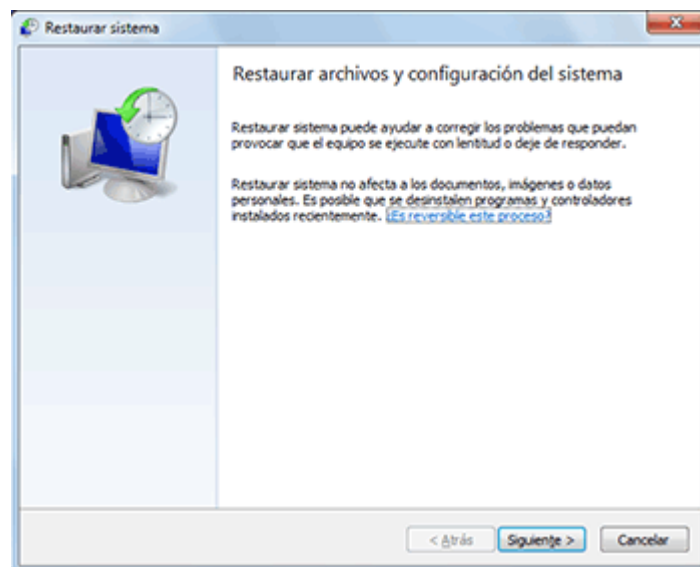 Restaurar sistema
Restaurar archivos y configuración del sistema
Restaurar sistema puede ayudar a corregir los problemas que puedan
provocar que el equipo se ejecute con lentitud o deje de responder.
Restaurar sistema no afecta a los documentos, imágenes o datos
personales. Es posible que se desinstalen programas y controladores
instalados recientemente. ¿Es reversible este proceso?
< Atrás Siguiente > Cancelar